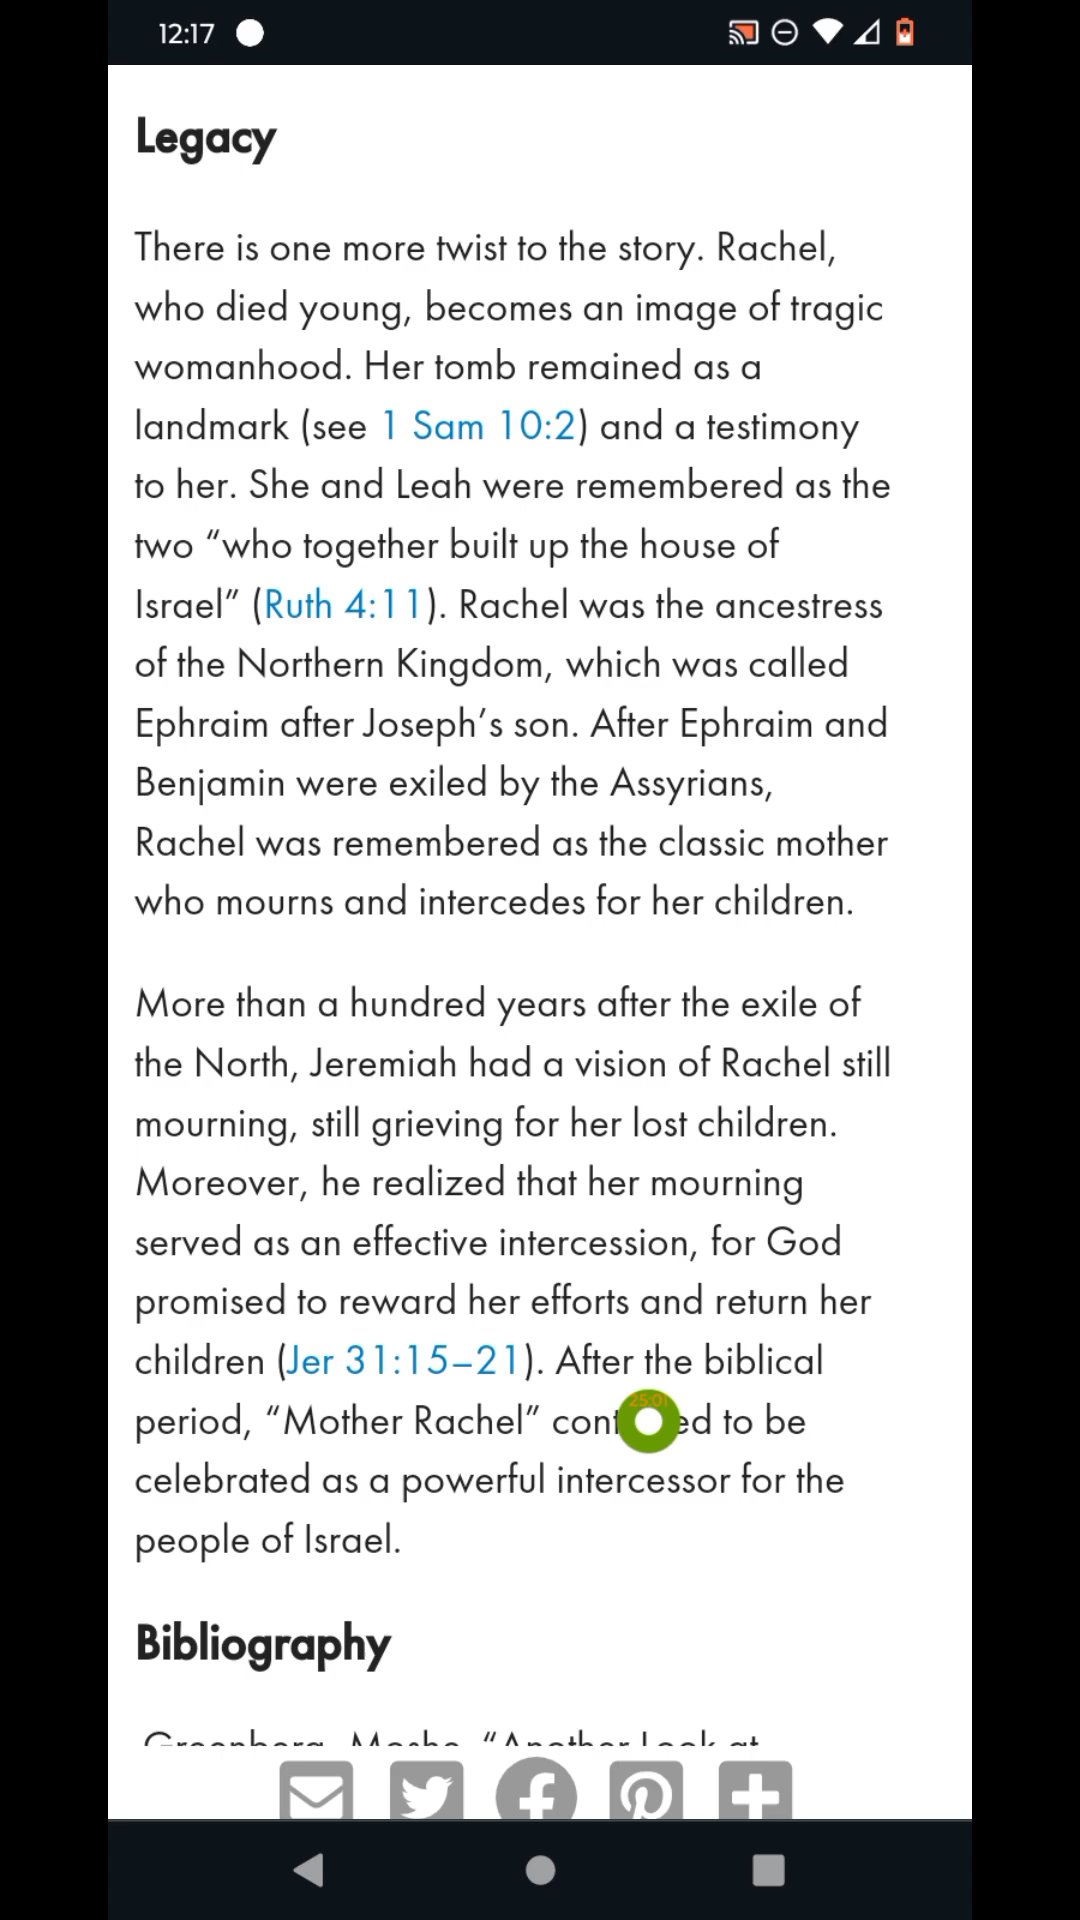 12:17
Legacy
There is one more twist to the story. Rachel,
who died young, becomes an image of tragic
womanhood. Her tomb remained as a
landmark (see 1 Sam 10:2) and a testimony
to her. She and Leah were remembered as the
two “who together built up the house of
Israel” (Ruth 4:11). Rachel was the ancestress
of the Northern Kingdom, which was called
Ephraim after Joseph’s son. After Ephraim and
Benjamin were exiled by the Assyrians,
Rachel was remembered as the classic mother
who mourns and intercedes for her children.
More than a hundred years after the exile of
the North, Jeremiah had a vision of Rachel still
mourning, still grieving for her lost children.
Moreover, he realized that her mourning
served as an effective intercession, for God
promised to reward her efforts and return her
children (Jer 31:15–21). After the biblical
25:01
period, “Mother Rachel” to be
celebrated as a powerful intercessor for the
people of Israel.
Bibliography
Greenberg, Moshe. “Another Look at